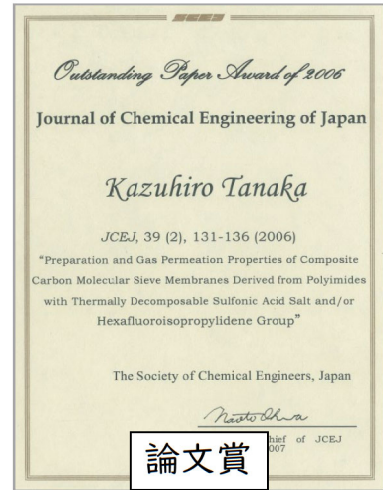 Outstanding Paper Award of 2006
Journal of Chemical Engineering of Japan
Kazuhiro Tanaka
JCEJ, 39 (2), 131-136 (2006)
“Preparation and Gas Permeation Properties of Composite
Carbon Molecular Sieve Membranes Derived from Polyimides
with Thermally Decomposable Sulfonic Acid Salt and/or
Hexafluoroisopropylidene Group”
The Society of Chemical Engineers, Japan
hief of JCEJ
007
論文賞